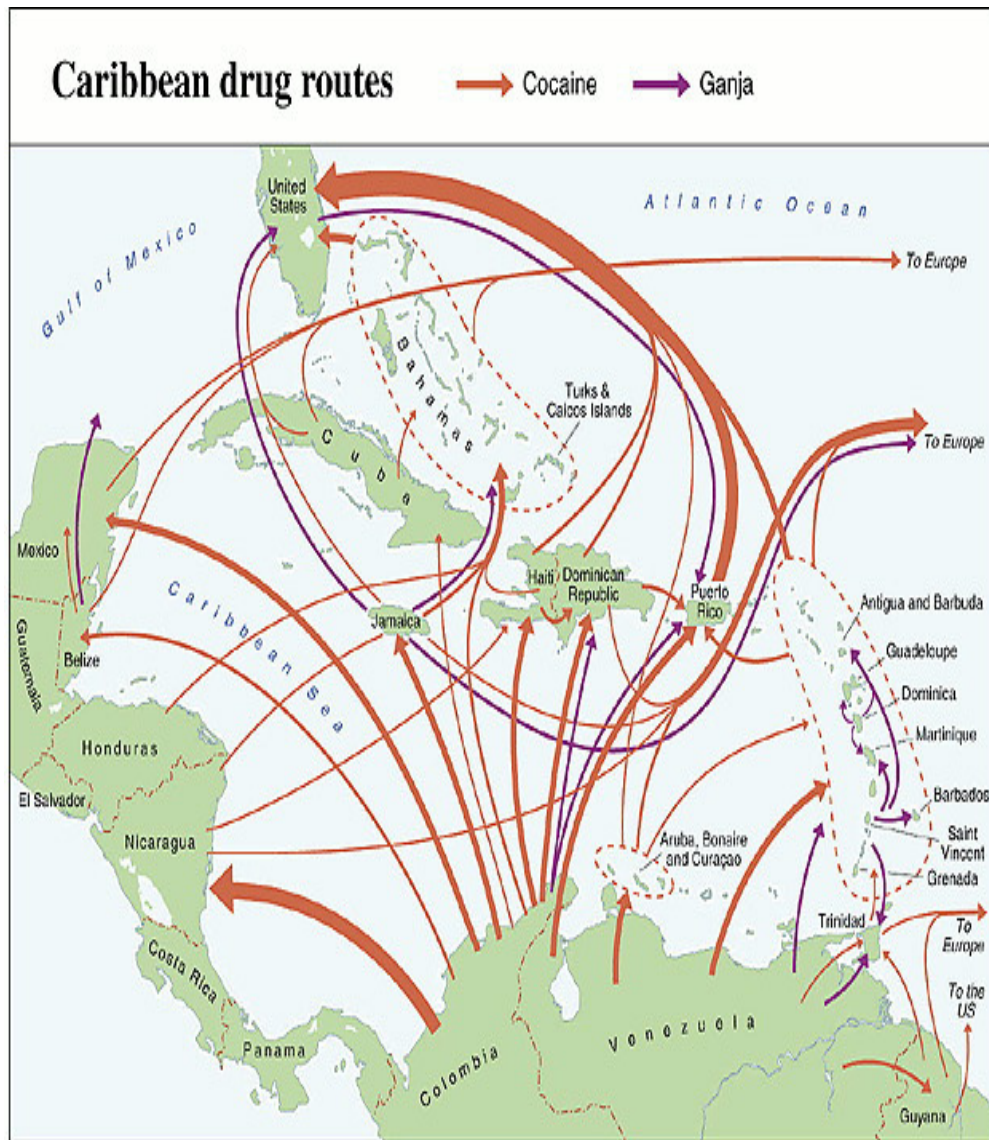 Caribbean drug routes
Cocaine
Ganja
United
States
Atlantic Ocean
Gulf of Mexico
To Europe
Bahamas
Turks &
Caicos Islands
Cuba
To Europe
Mexico
Haiti
Dominican
Republic
Puerto
Rico
Jamaica
Antigua and Barbuda
Caribbean Sea
Guatemala
Belize
Guadeloupe
Dominica
Honduras
Martinique
El Salvador
Barbados
Nicaragua
Aruba, Bonaire
and Curaçao
Saint
Vincent
Grenada
Trinidad
To
Europe
Costa Rica
To the
US
Panama
Colombia
Venozuola
Guyana